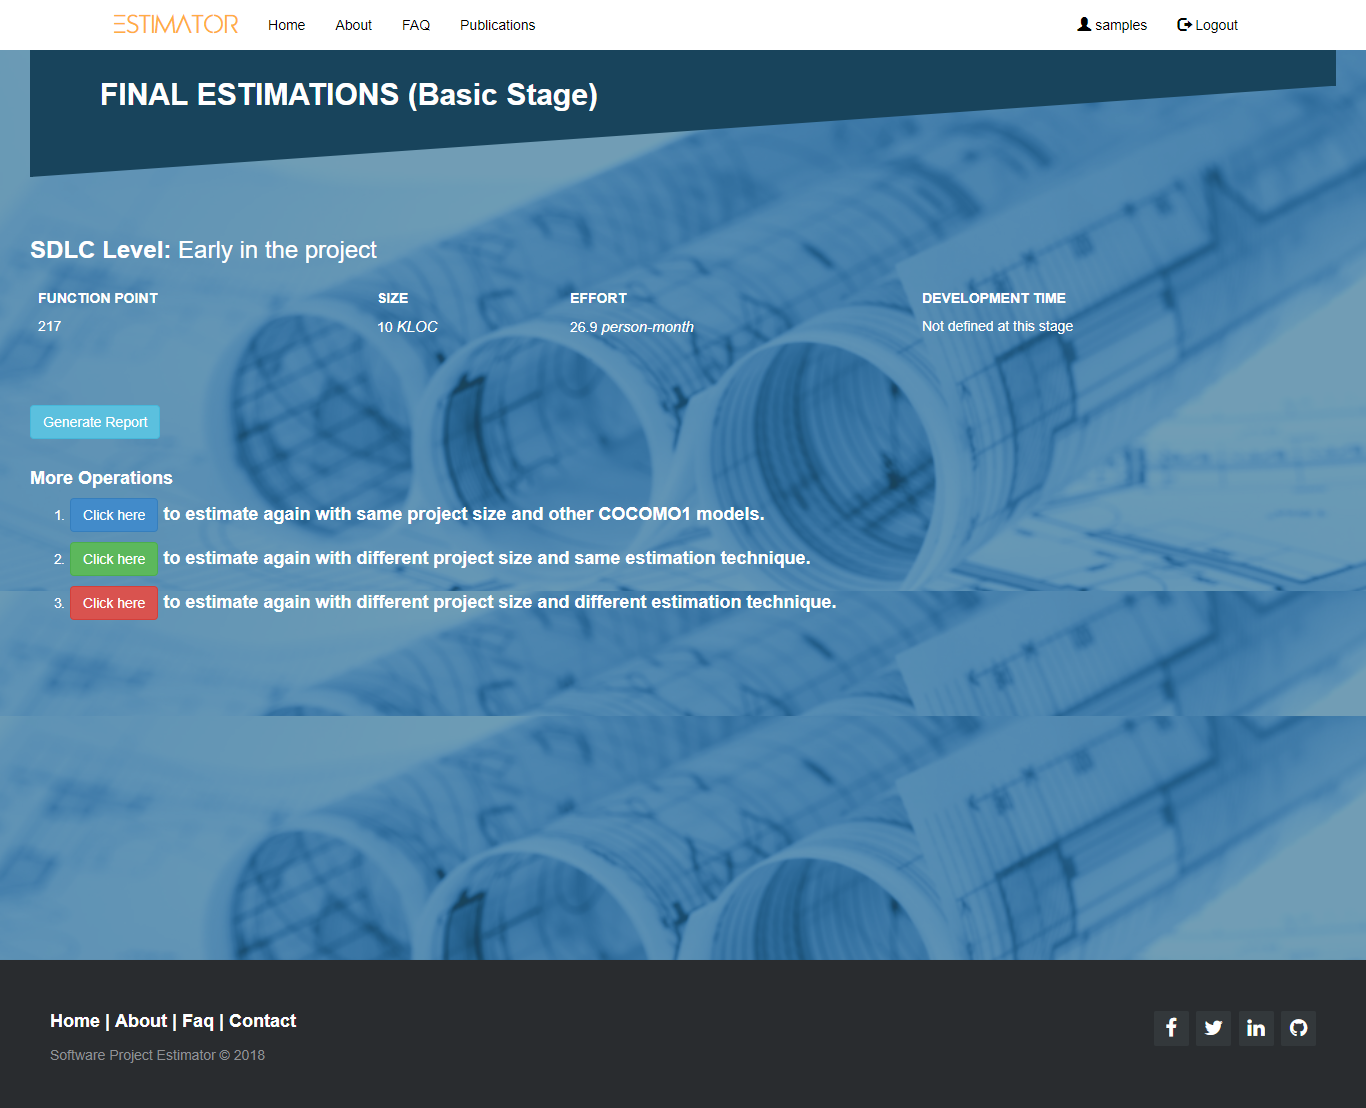 ESTIMATOR Home About FAQ Publications samples Logout
FINAL ESTIMATIONS (Basic Stage)
SDLC Level: Early in the project
FUNCTION POINT SIZE EFFORT DEVELOPMENT TIME
217 10 KLOC 26.9 person-month Not defined at this stage
Generate Report
More Operations
1. Click here to estimate again with same project size and other COCOMO1 models.
2. Click here to estimate again with different project size and same estimation technique.
3. Click here to estimate again with different project size and different estimation technique.
Home | About | Faq | Contact
Software Project Estimator © 2018